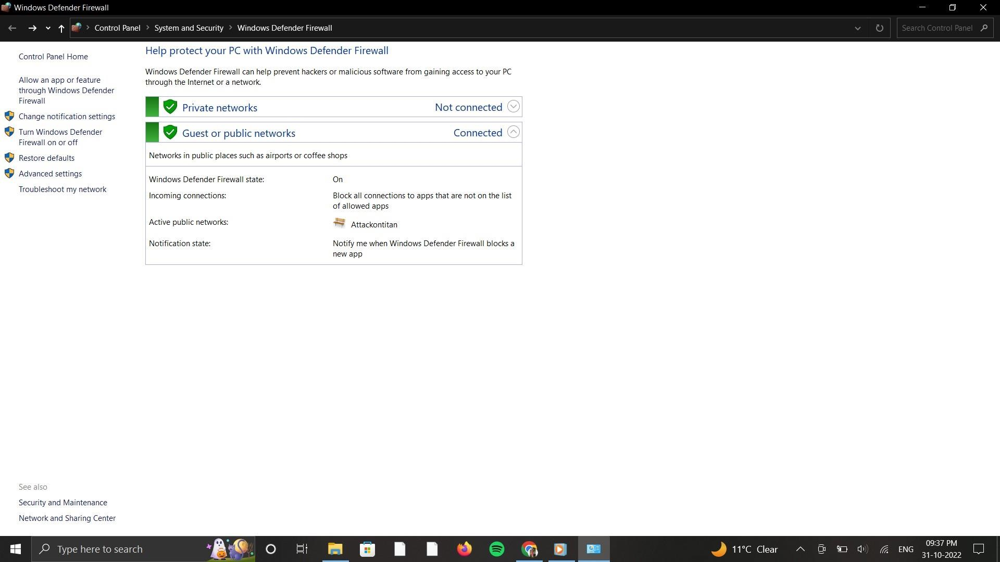 Windows Defender Firewall
Control Panel > System and Security > Windows Defender Firewall
Search Control Panel
Control Panel Home
Allow an app or feature
through Windows Defender
Firewall
Change notification settings
Turn Windows Defender
Firewall on or off
Restore defaults
Advanced settings
Troubleshoot my network
Help protect your PC with Windows Defender Firewall
Windows Defender Firewall can help prevent hackers or malicious software from gaining access to your PC
through the Internet or a network.
Private networks
Not connected
Guest or public networks
Connected
Networks in public places such as airports or coffee shops
Windows Defender Firewall state:
On
Incoming connections:
Block all connections to apps that are not on the list
of allowed apps
Active public networks:
Attackontitan
Notification state:
Notify me when Windows Defender Firewall blocks a
new app
See also
Security and Maintenance
Network and Sharing Center
Type here to search
11°C Clear
ENG
09:37 PM
31-10-2022